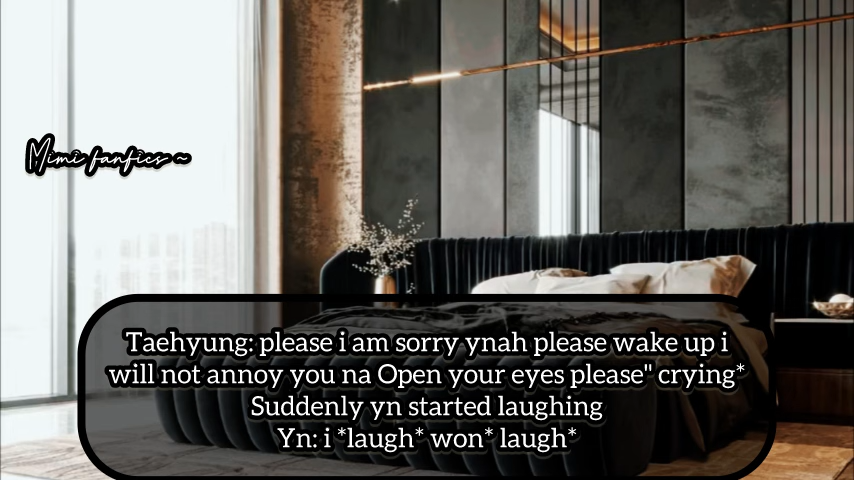 Mimi fanfics ~
Taehyung: please i am sorry ynah please wake up i
will not annoy you na Open your eyes please" crying*
Suddenly yn started laughing
Yn: i *laugh* won* laugh*